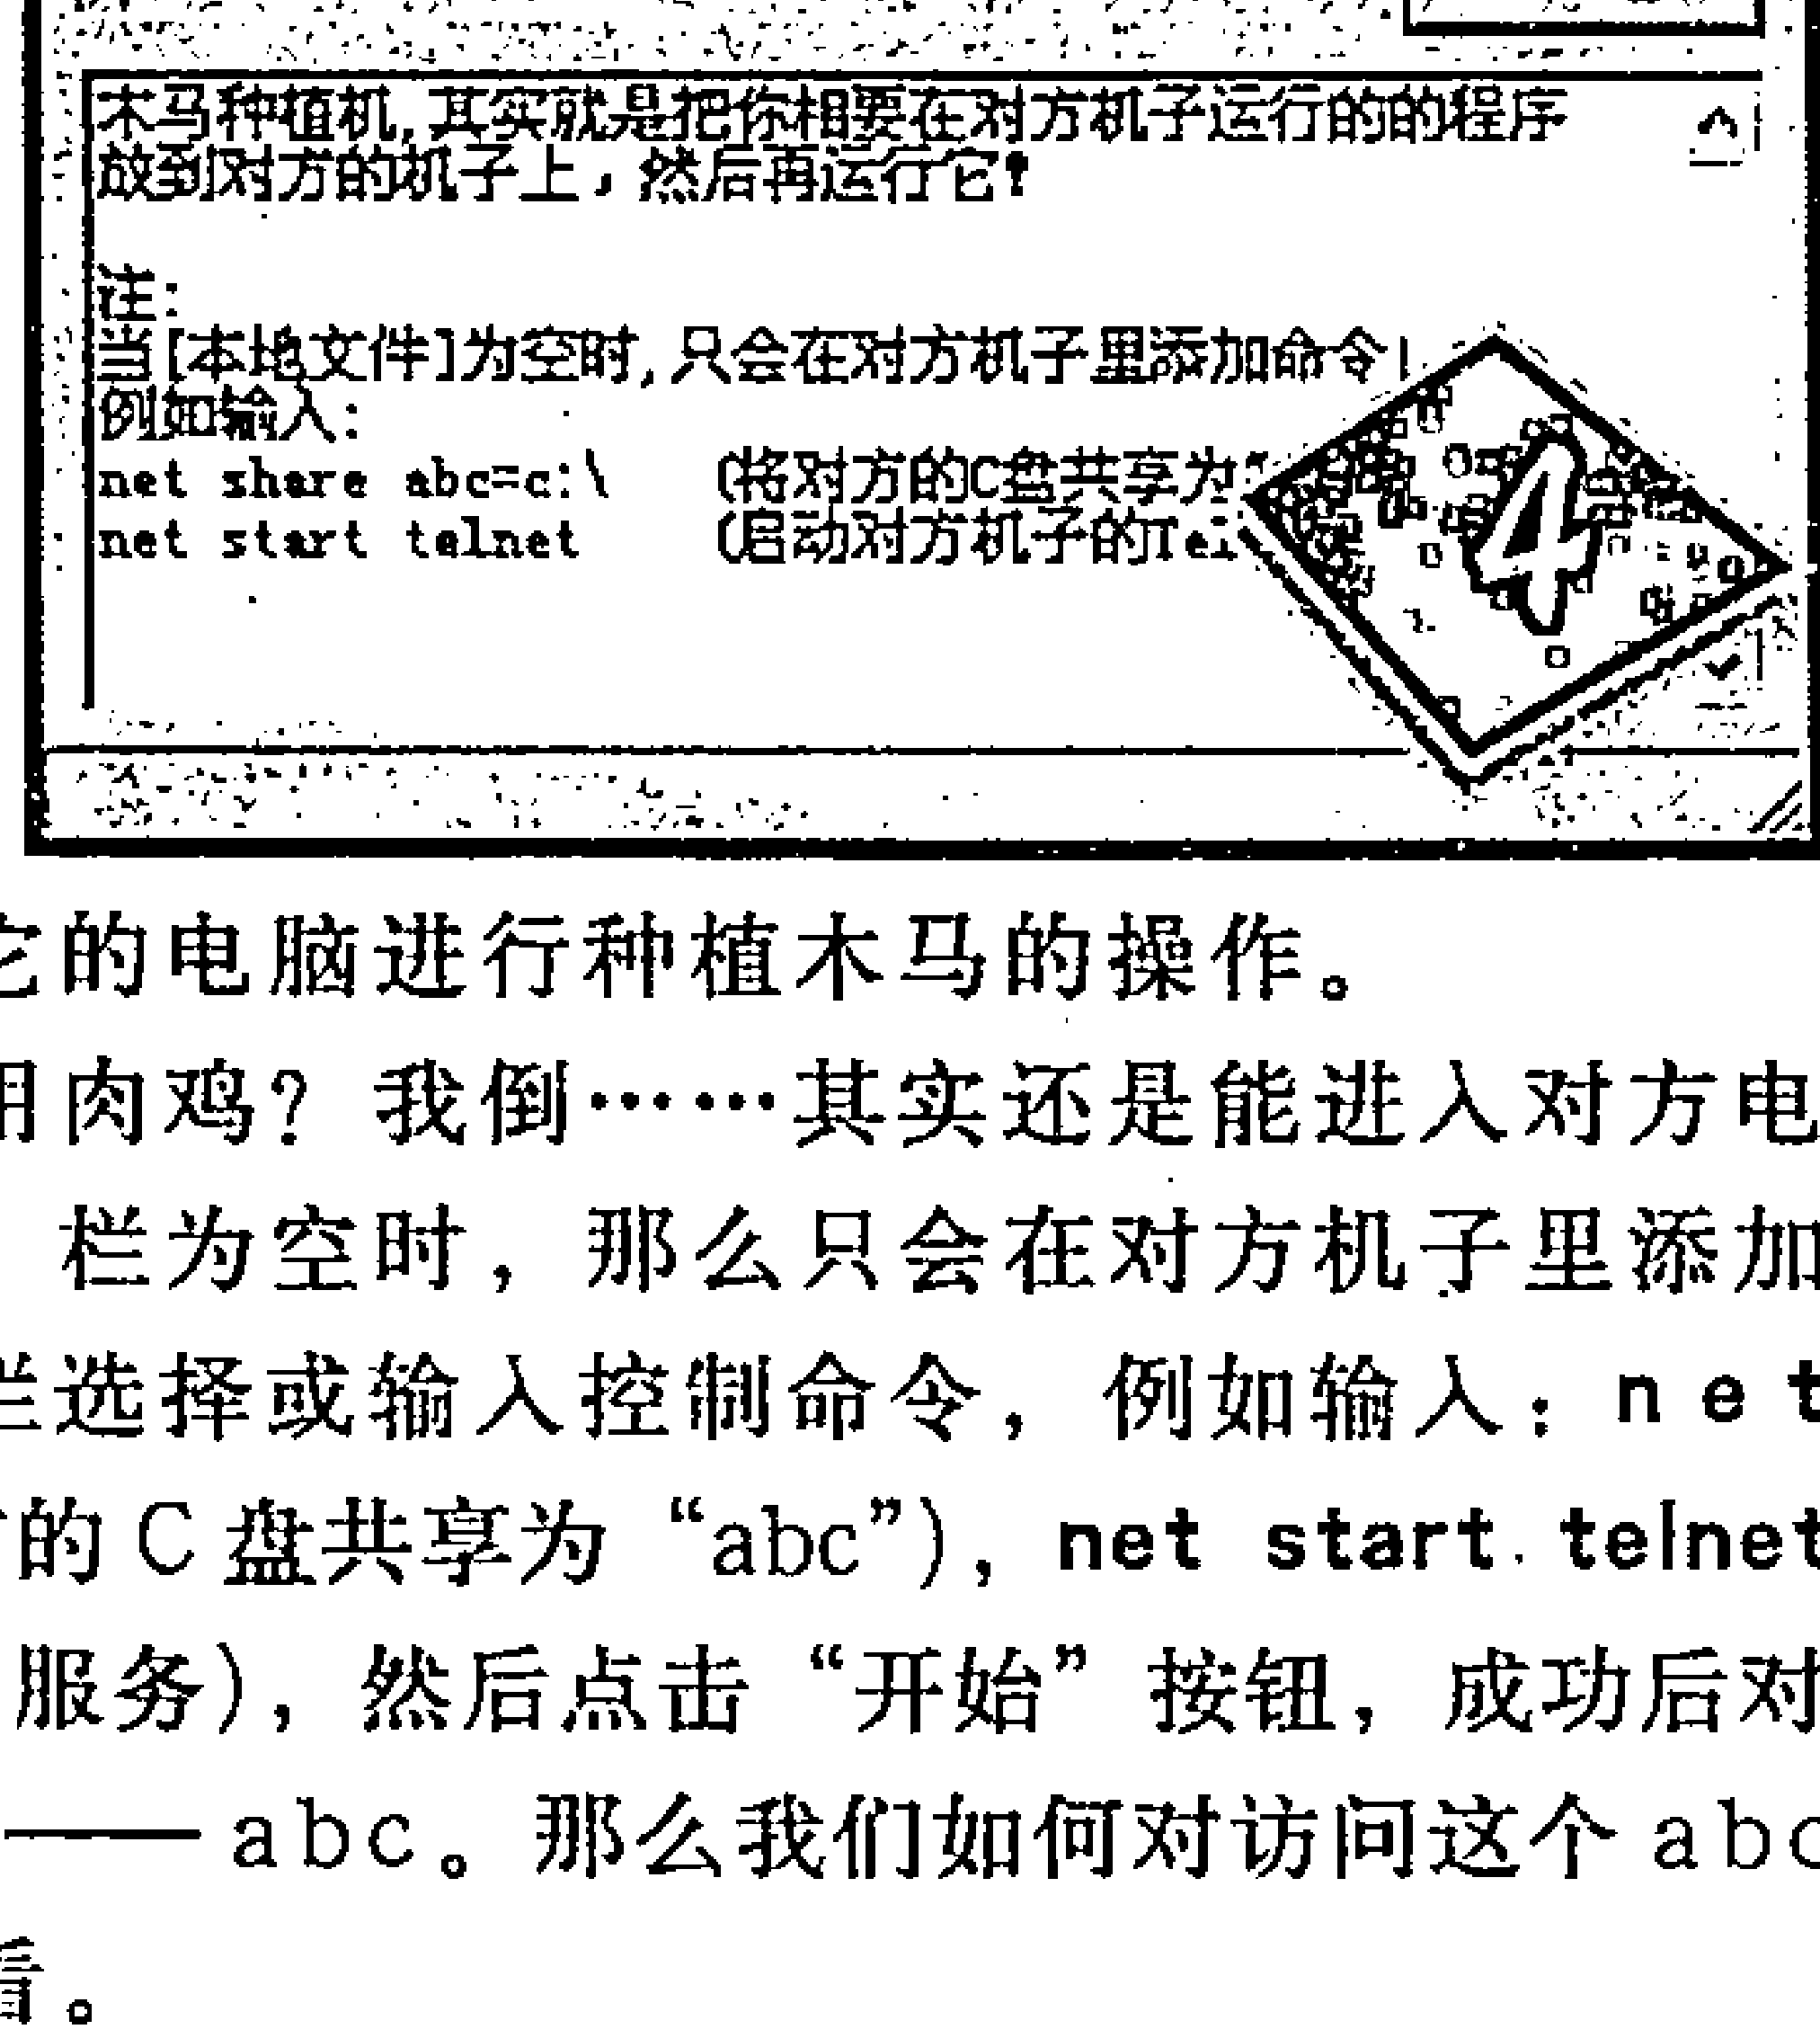 木马种植机,其实就是把你相要在对方机子运行的的程序
放到对方的机子上，然后再运行它!
注:
当[本地文件]为空时,只会在对方机子里添加命令
例如输入:
net share abc=c:\ (将对方的C盘共享为"
net start telnet (启动对方机子的Tel
4
它的电脑进行种植木马的操作。
用肉鸡？我倒……其实还是能进入对方电
栏为空时，那么只会在对方机子里添加
栏选择或输入控制命令，例如输入：net
的C盘共享为“abc”)，net start telnet
服务)，然后点击“开始”按钮，成功后对
——abc。那么我们如何对访问这个abc
看。